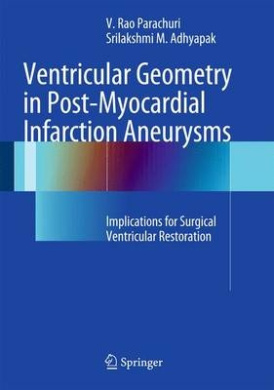 V. Rao Parachuri
Srilakshmi M. Adhyapak
Ventricular Geometry
in Post-Myocardial
Infarction Aneurysms
Implications for Surgical
Ventricular Restoration
Springer